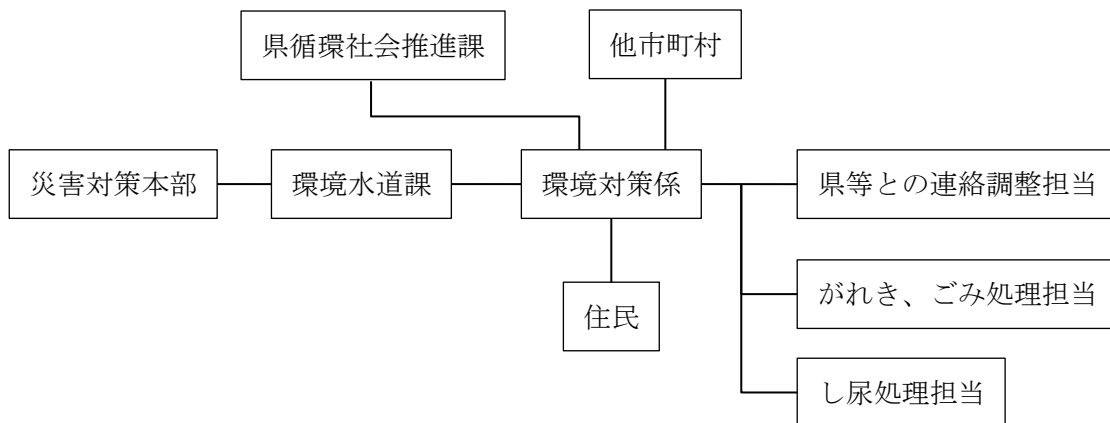 県循環社会推進課
他市町村
災害対策本部
環境水道課
環境対策係
県等との連絡調整担当
がれき、ごみ処理担当
住民
し尿処理担当